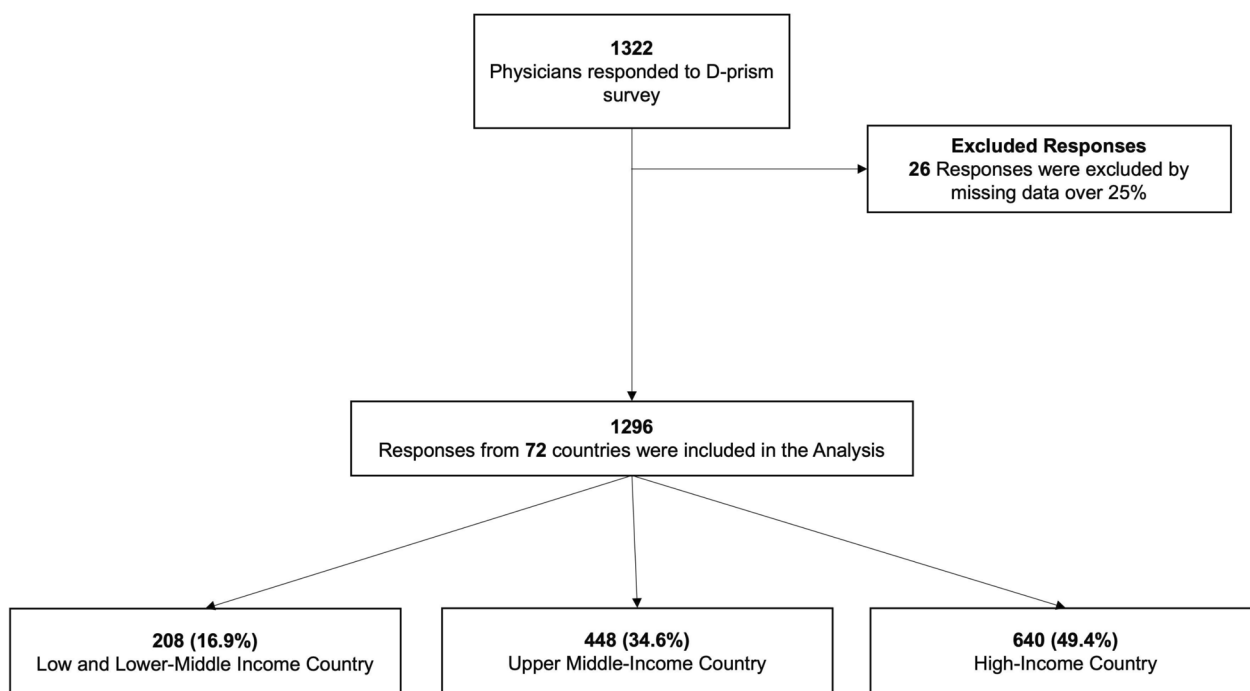 1322
Physicians responded to D-prism
survey
Excluded Responses
26 Responses were excluded by
missing data over 25%
1296
Responses from 72 countries were included in the Analysis
208 (16.9%)
Low and Lower-Middle Income Country
448 (34.6%)
Upper Middle-Income Country
640 (49.4%)
High-Income Country